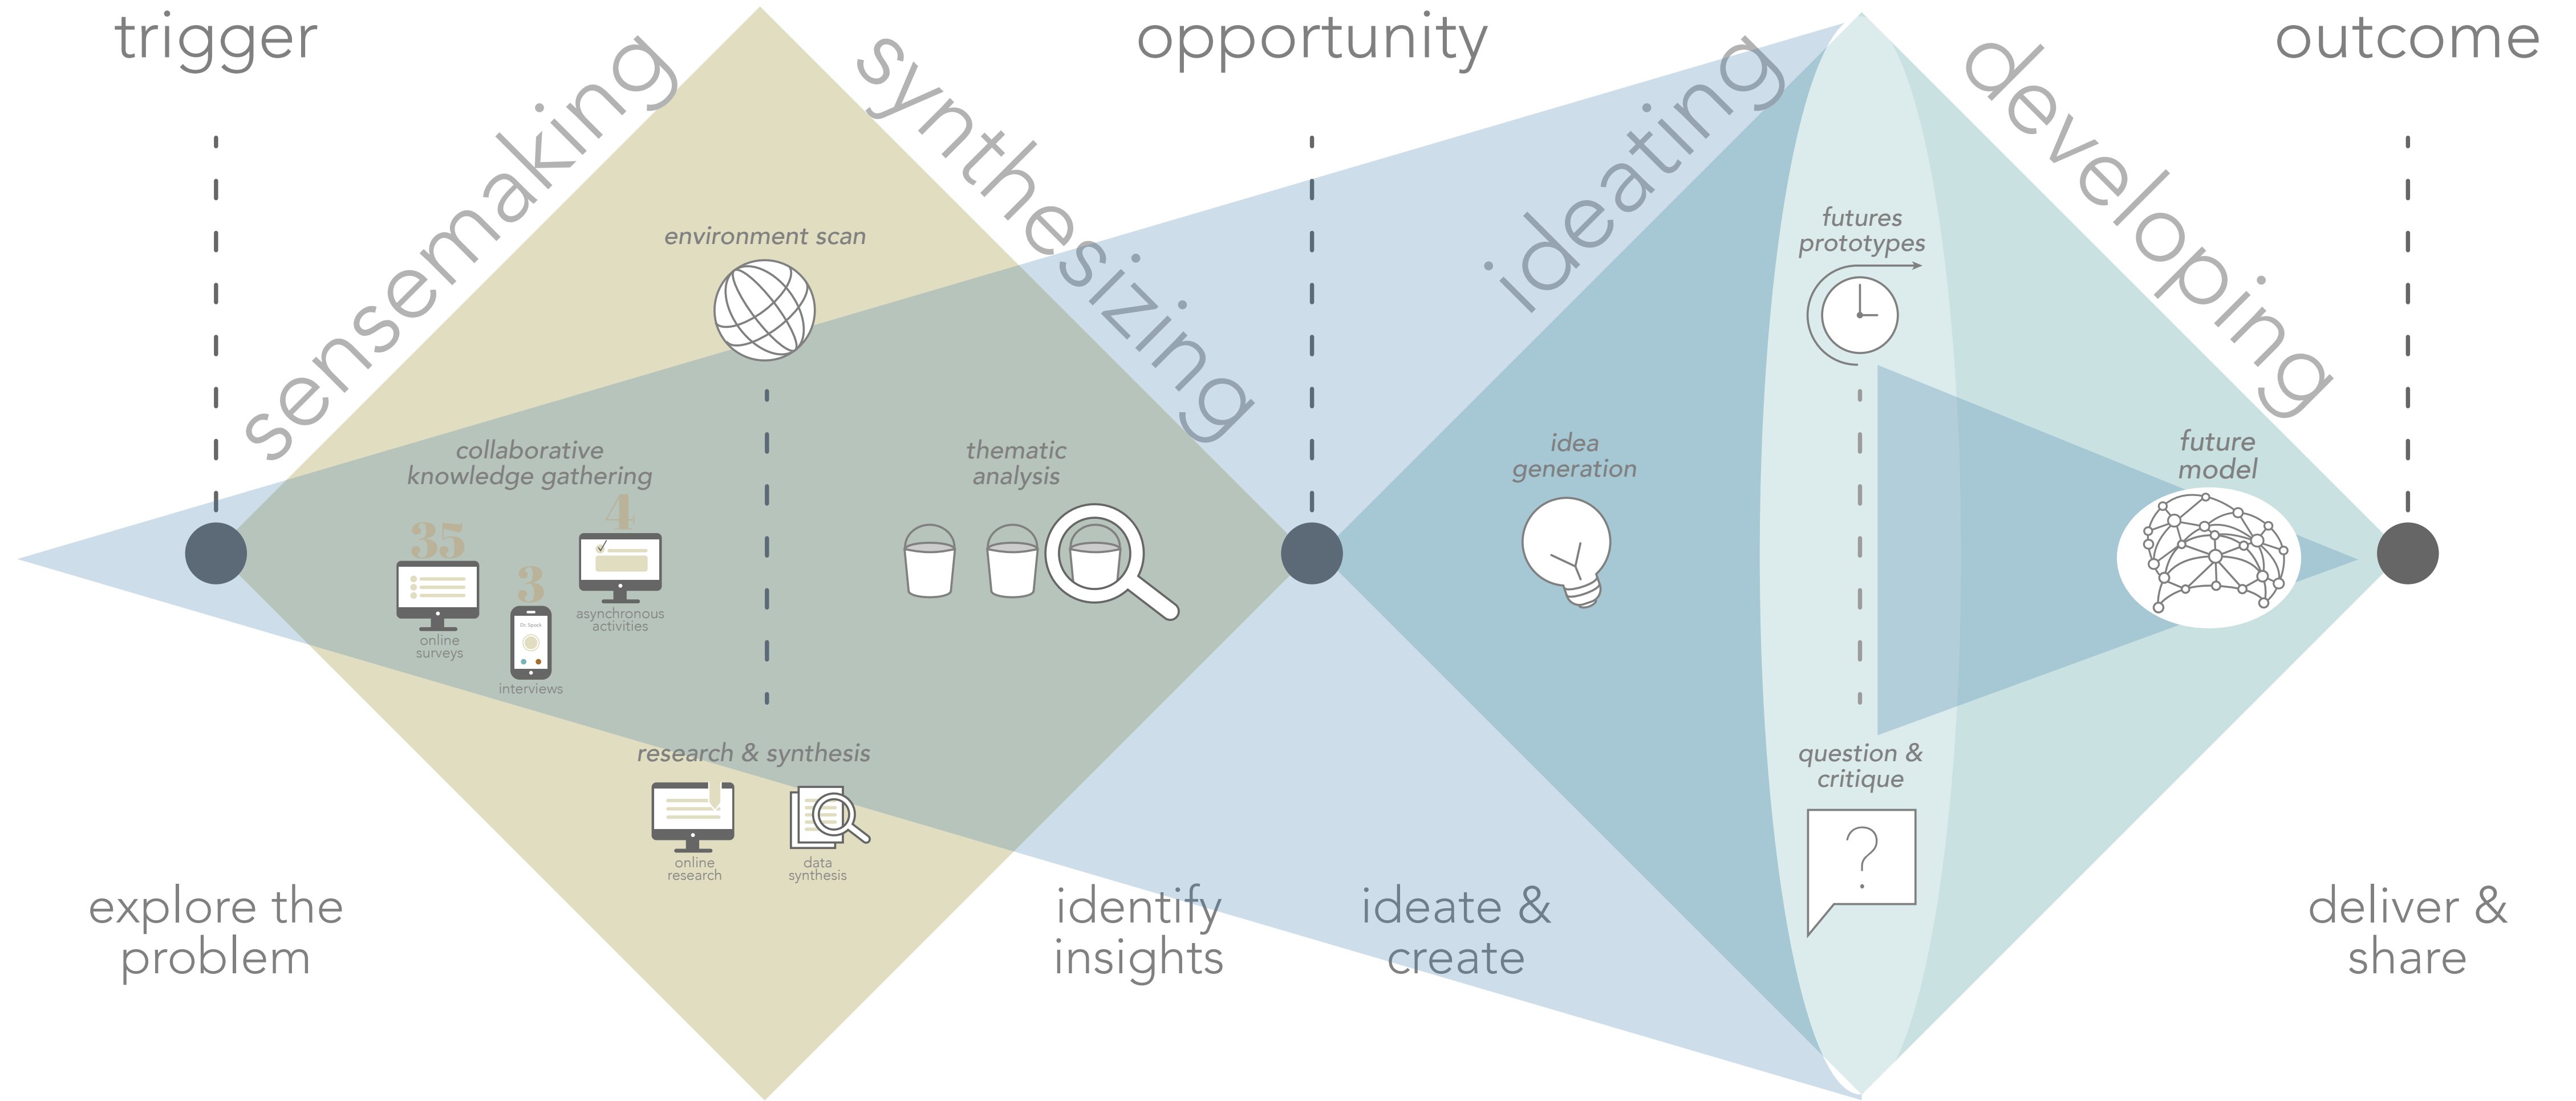 trigger
opportunity
outcome
sensemaking
synthesizing
ideating
developing
environment scan
collaborative
knowledge gathering
35
online
surveys
3
Dr. Spock
interviews
4
asynchronous
activities
thematic
analysis
research & synthesis
online
research
data
synthesis
idea
generation
futures
prototypes
question &
critique
?
future
model
explore the
problem
identify
insights
ideate &
create
deliver &
share